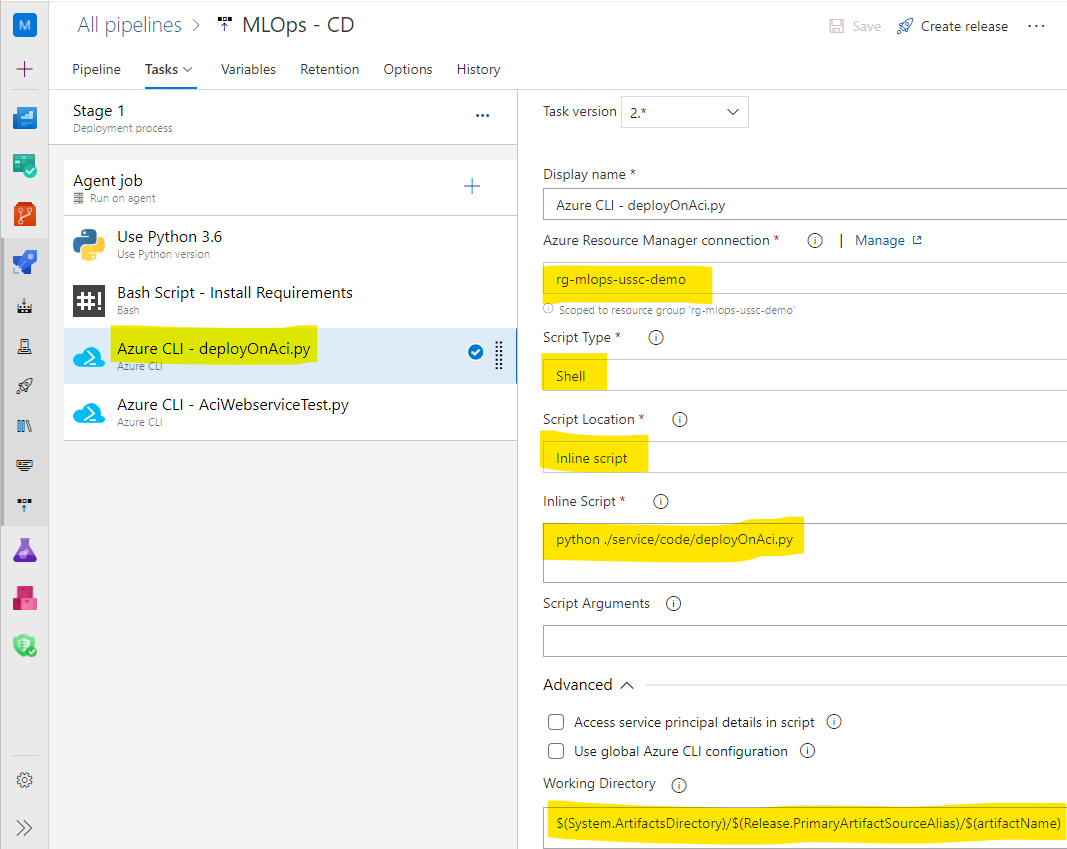 M
All pipelines > MLOps - CD
Save
Create release
Pipeline
Tasks
Variables
Retention
Options
History
Stage 1
Deployment process
Agent job
Run on agent
Use Python 3.6
Use Python version
#!
Bash Script - Install Requirements
Bash
Azure CLI - deployOnAci.py
Azure CLI
Azure CLI - AciWebserviceTest.py
Azure CLI
Task version 2.*
Display name *
Azure CLI - deployOnAci.py
Azure Resource Manager connection * | Manage
rg-mlops-ussc-demo
Scoped to resource group 'rg-mlops-ussc-demo'
Script Type *
Shell
Script Location *
Inline script
Inline Script *
python ./service/code/deployOnAci.py
Script Arguments
Advanced
Access service principal details in script
Use global Azure CLI configuration
Working Directory
$(System.ArtifactsDirectory)/$(Release.PrimaryArtifactSourceAlias)/$(artifactName)